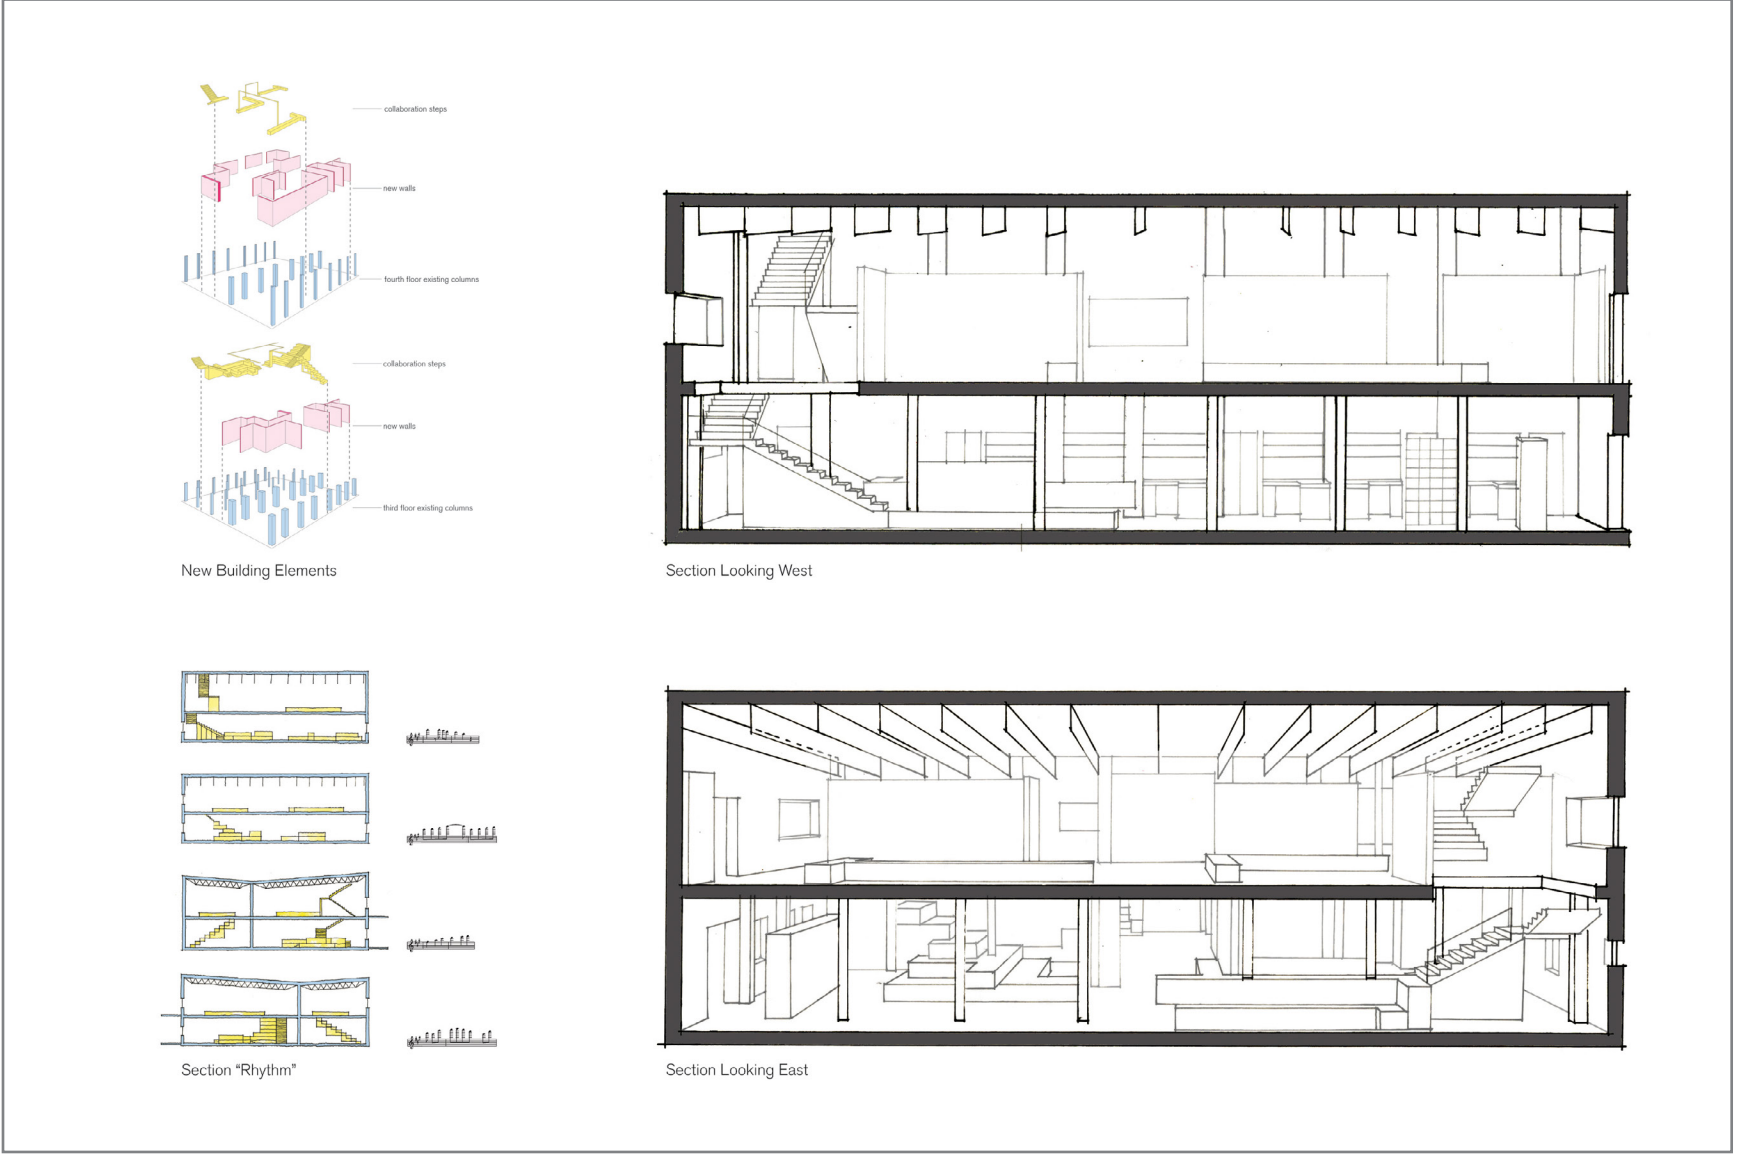 collaboration steps
new walls
fourth floor existing columns
collaboration steps
new walls
third floor existing columns
New Building Elements
Section Looking West
Section “Rhythm”
Section Looking East